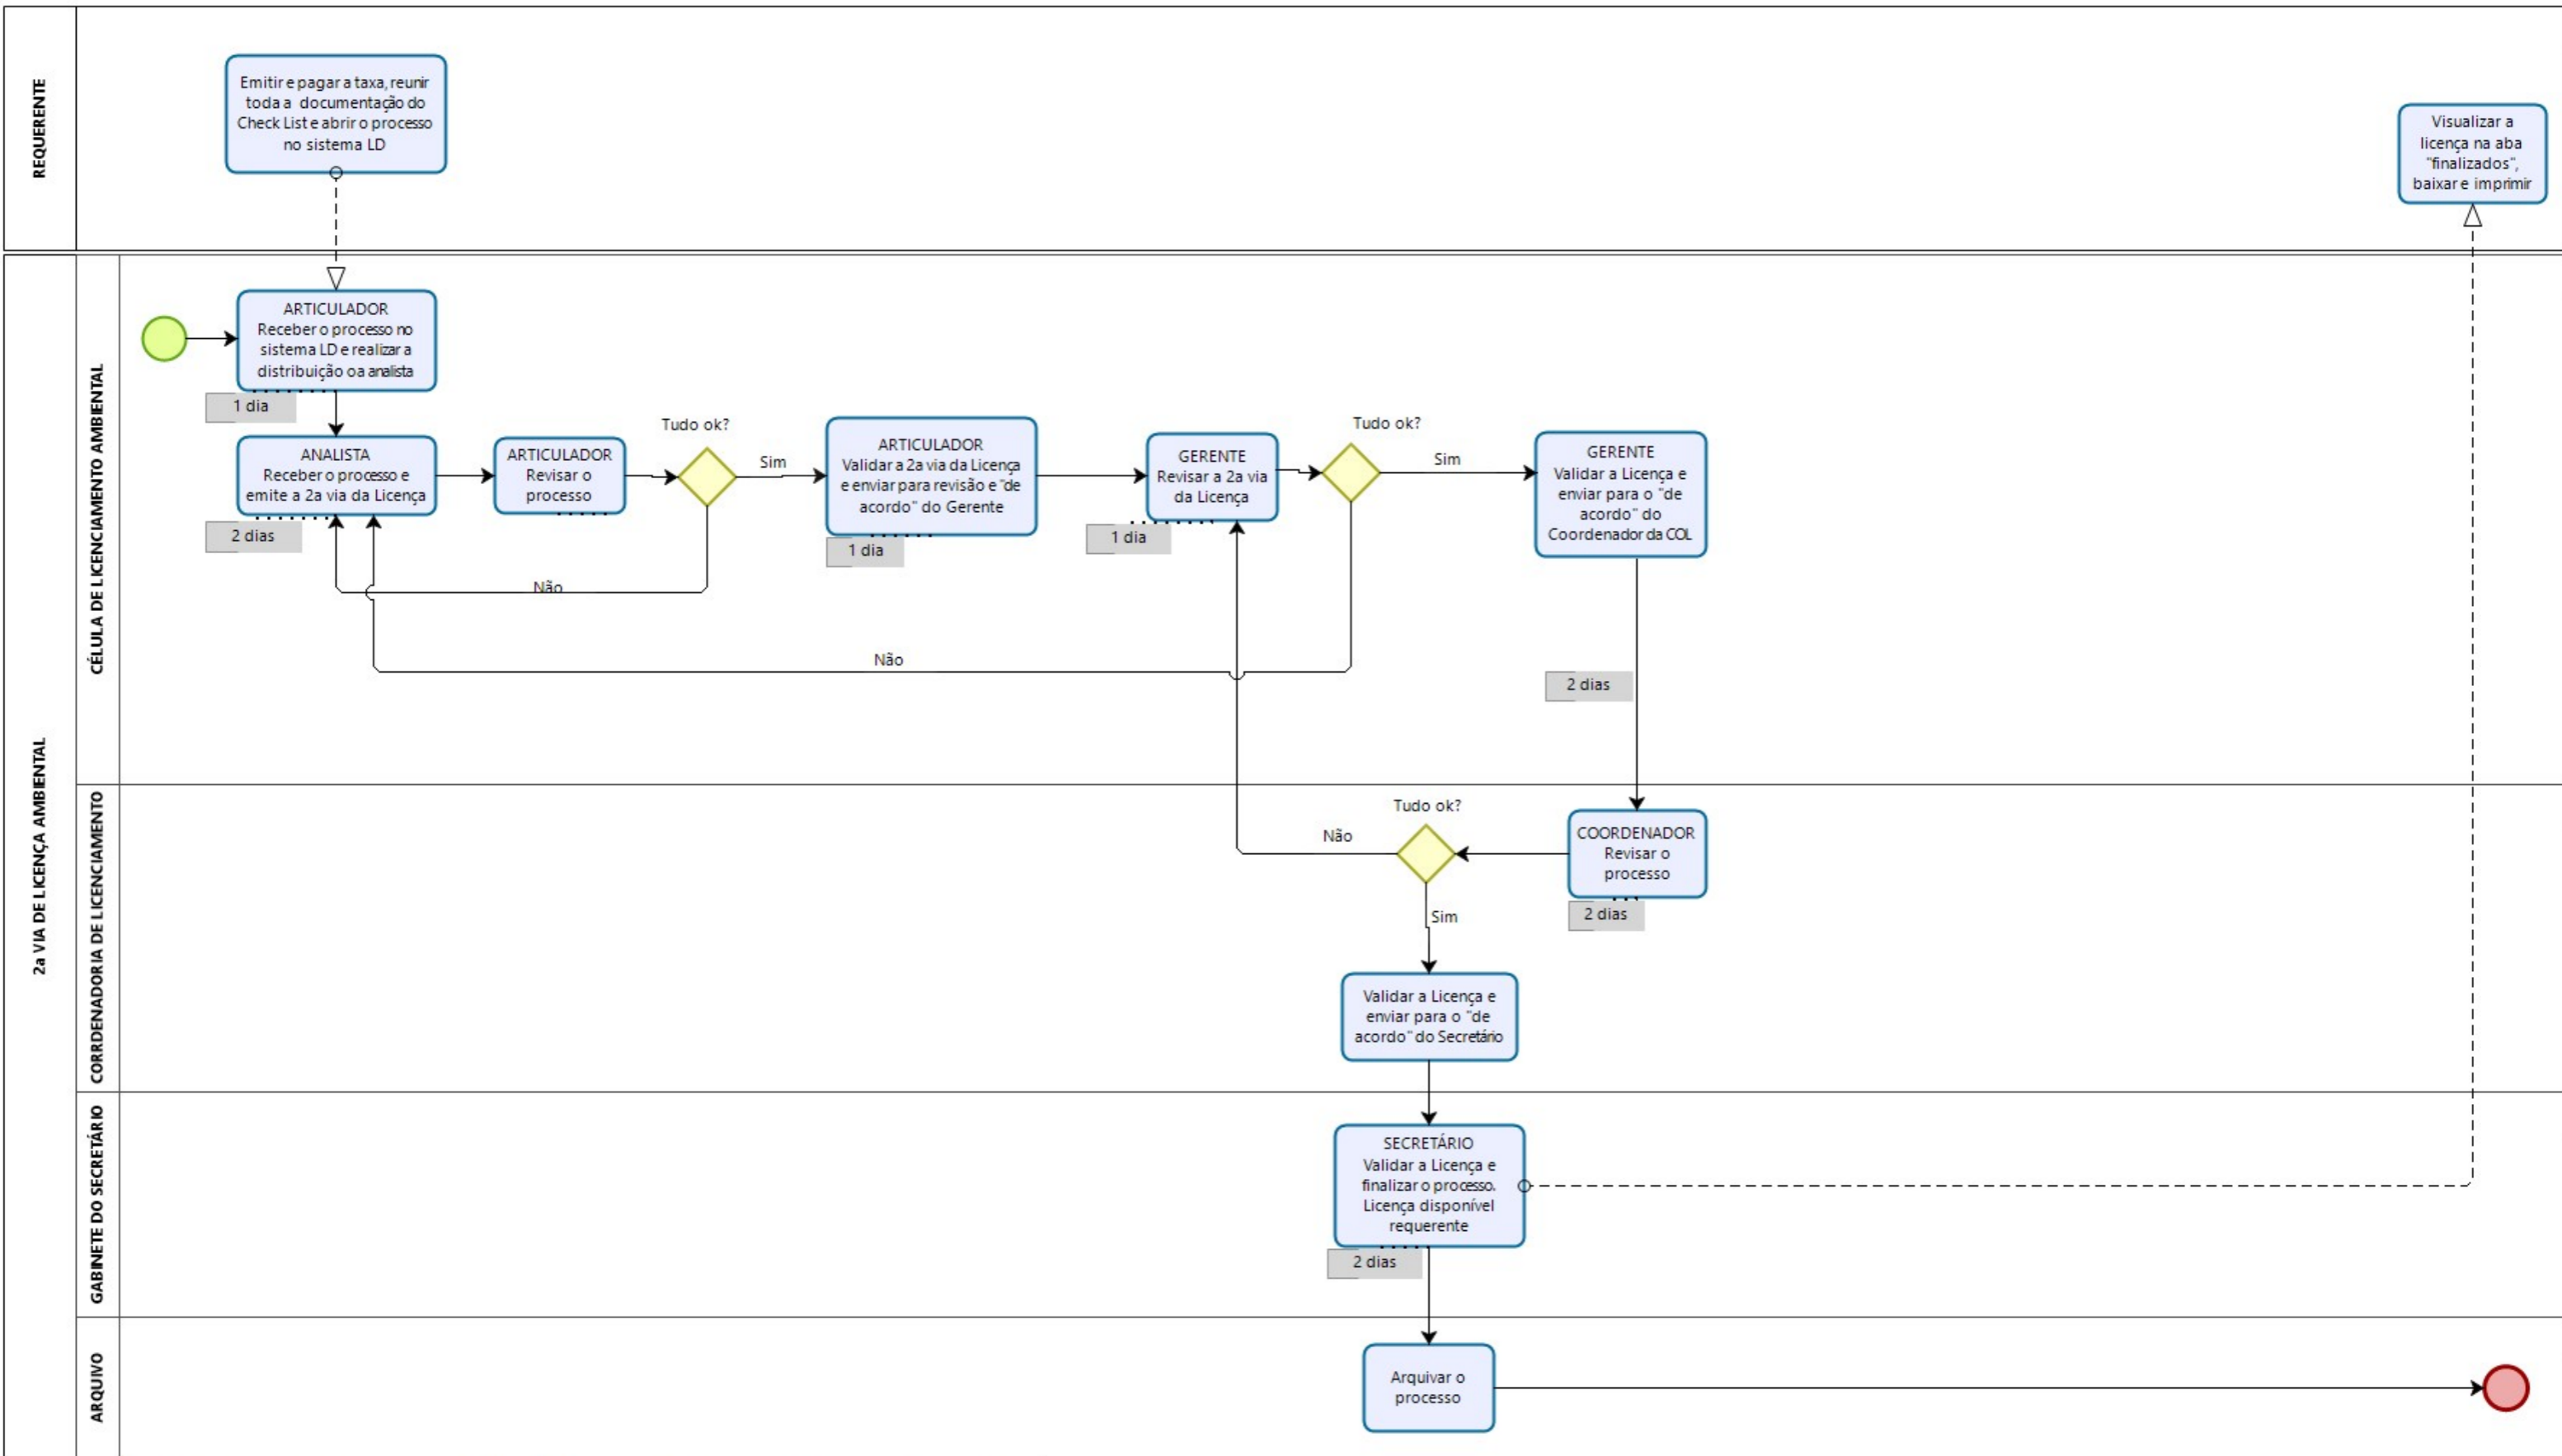 REQUERENTE
Emitir e pagar a taxa, reunir
toda a documentação do
Check List e abrir o processo
no sistema LD
Visualizar a
licença na aba
"finalizados",
baixar e imprimir
2a VIA DE LICENÇA AMBIENTAL
CÉLULA DE LICENCIAMENTO AMBIENTAL
ARTICULADOR
Receber o processo no
sistema LD e realizar a
distribuição oa analista
1 dia
ANALISTA
Receber o processo e
emite a 2a via da Licença
2 dias
ARTICULADOR
Revisar o
processo
Tudo ok?
Sim
Não
ARTICULADOR
Validar a 2a via da Licença
e enviar para revisão e "de
acordo" do Gerente
1 dia
GERENTE
Revisar a 2a via
da Licença
1 dia
Tudo ok?
Sim
Não
GERENTE
Validar a Licença e
enviar para o "de
acordo" do
Coordenador da COL
2 dias
CORRDENADORIA DE LICENCIAMENTO
COORDENADOR
Revisar o
processo
2 dias
Tudo ok?
Não
Sim
Validar a Licença e
enviar para o "de
acordo" do Secretário
GABINETE DO SECRETÁRIO
SECRETÁRIO
Validar a Licença e
finalizar o processo.
Licença disponível
requerente
2 dias
ARQUIVO
Arquivar o
processo